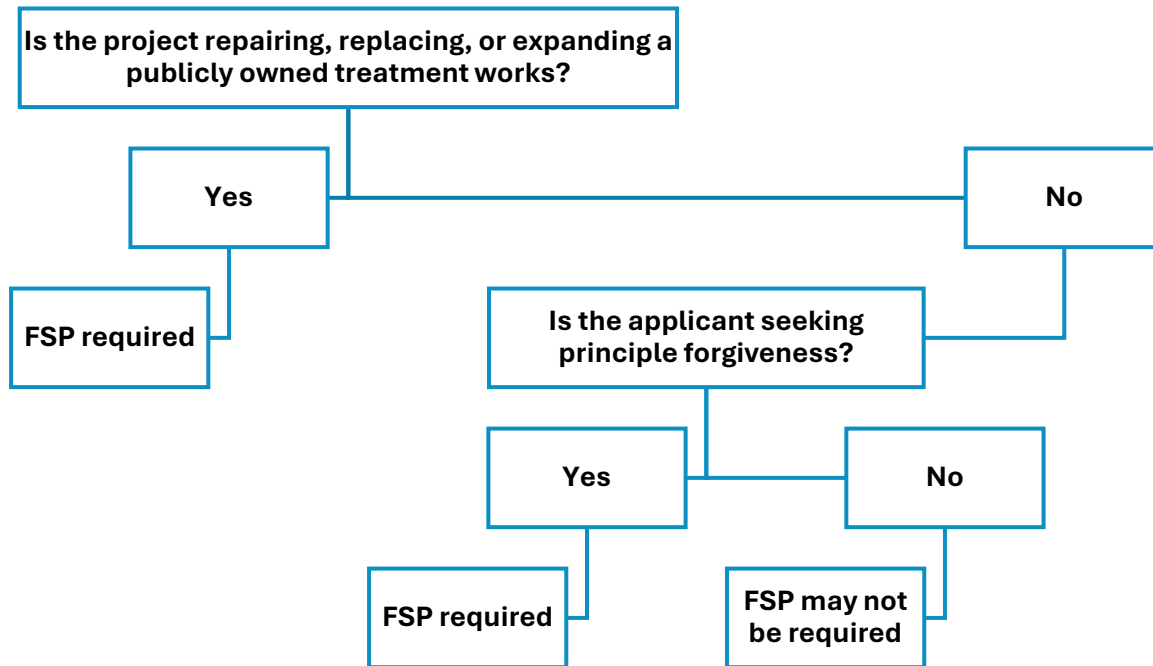 Is the project repairing, replacing, or expanding a
publicly owned treatment works?
Yes
No
FSP required
Is the applicant seeking
principle forgiveness?
Yes
No
FSP required
FSP may not
be required